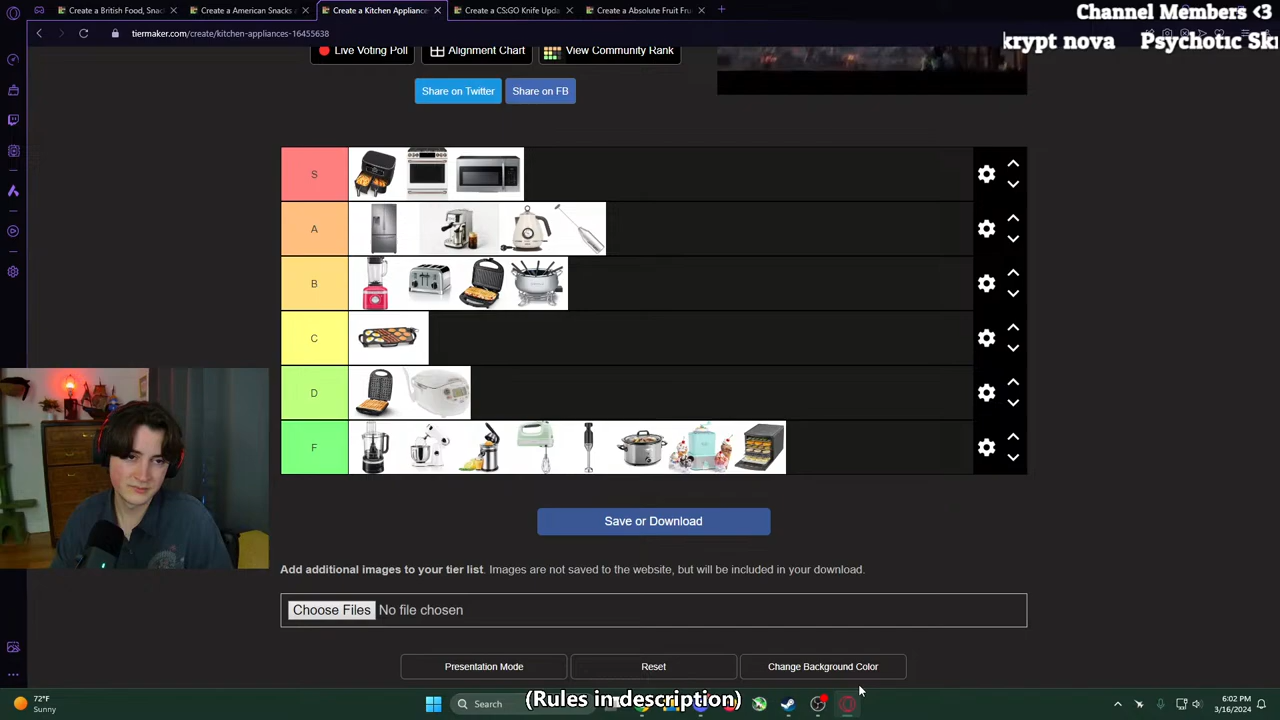 Create a British Food, Snac
Create a American Snacks
Create a Kitchen Appliance
Create a CS:GO Knife Upda
Create a Absolute Fruit Fru
Channel Members <3
tiermaker.com/create/kitchen-appliances-16455638
krypt nova Psychotic Sk
Live Voting Poll
Alignment Chart
View Community Rank
Share on Twitter
Share on FB
S
A
B
C
D
F
Save or Download
Add additional images to your tier list. Images are not saved to the website, but will be included in your download.
Choose Files No file chosen
Presentation Mode
Reset
Change Background Color
72°F
Sunny
Search
(Rules in description)
6:02 PM
3/16/2024